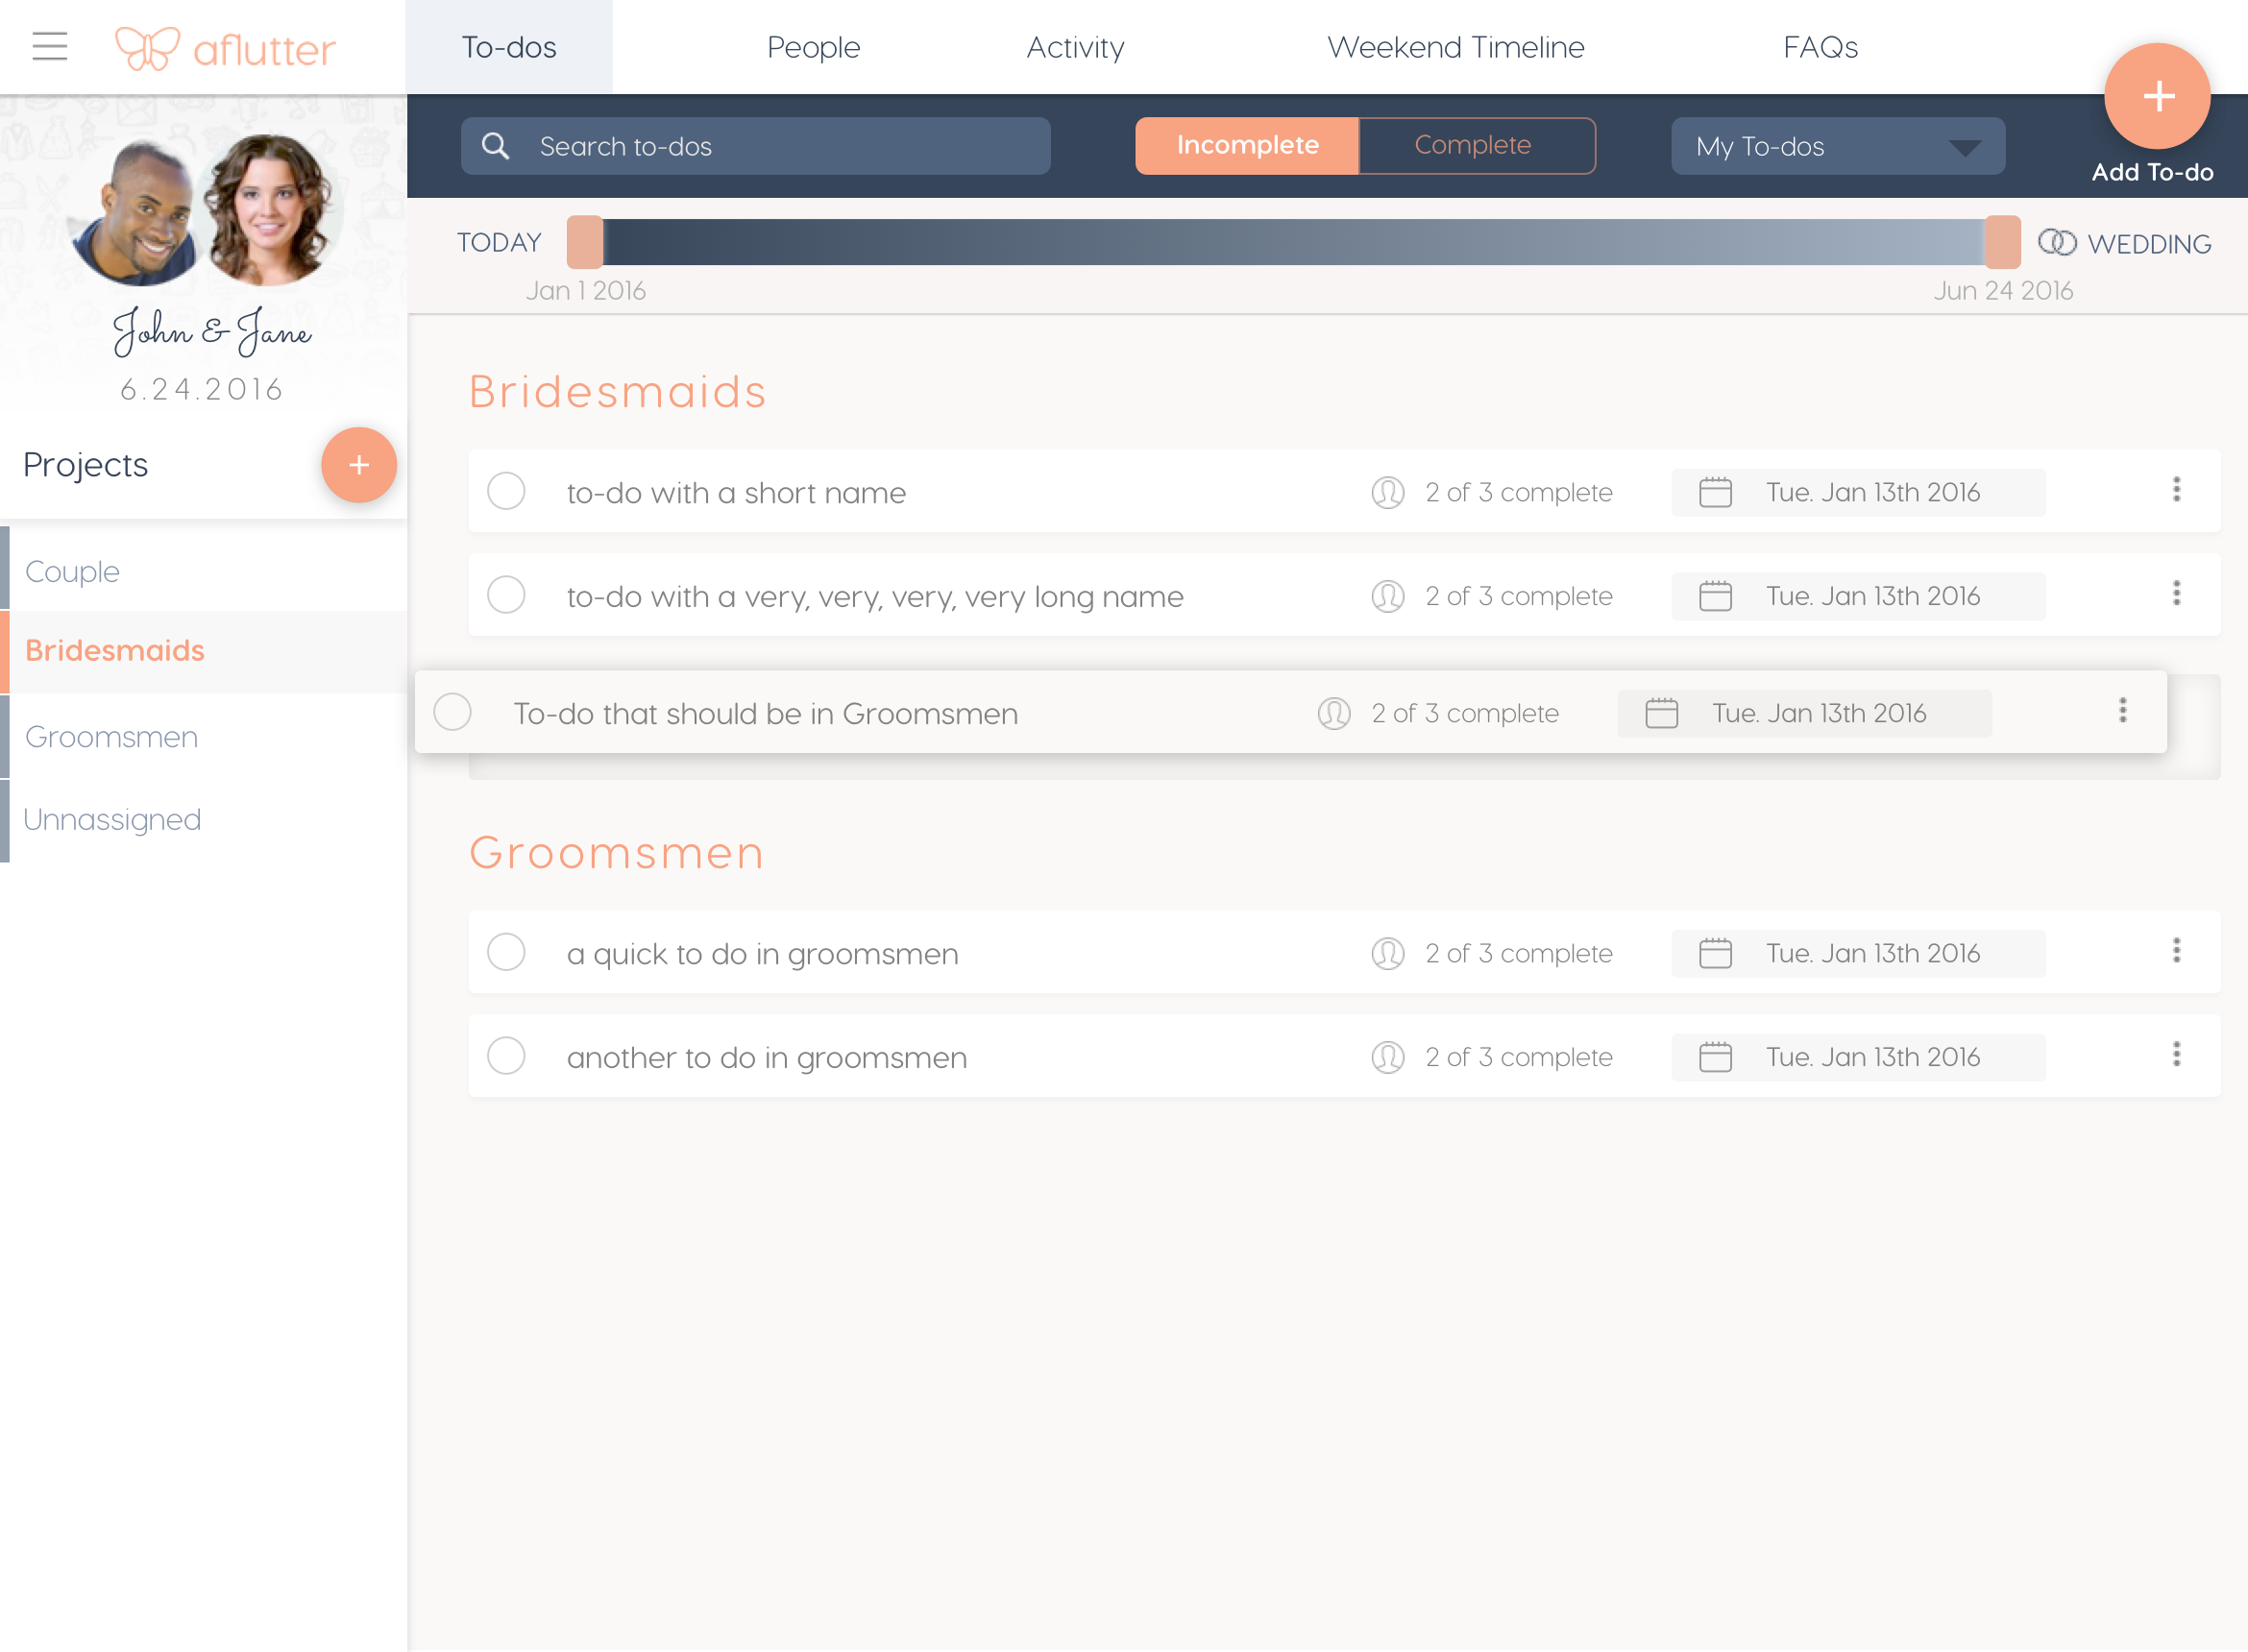 aflutter
To-dos
People
Activity
Weekend Timeline
FAQs
Search to-dos
Incomplete
Complete
My To-dos
Add To-do
TODAY
WEDDING
Jan 1 2016
Jun 24 2016
John & Jane
6.24.2016
Projects
Couple
Bridesmaids
Groomsmen
Unnassigned
Bridesmaids
to-do with a short name 2 of 3 complete Tue. Jan 13th 2016
to-do with a very, very, very, very long name 2 of 3 complete Tue. Jan 13th 2016
To-do that should be in Groomsmen 2 of 3 complete Tue. Jan 13th 2016
Groomsmen
a quick to do in groomsmen 2 of 3 complete Tue. Jan 13th 2016
another to do in groomsmen 2 of 3 complete Tue. Jan 13th 2016